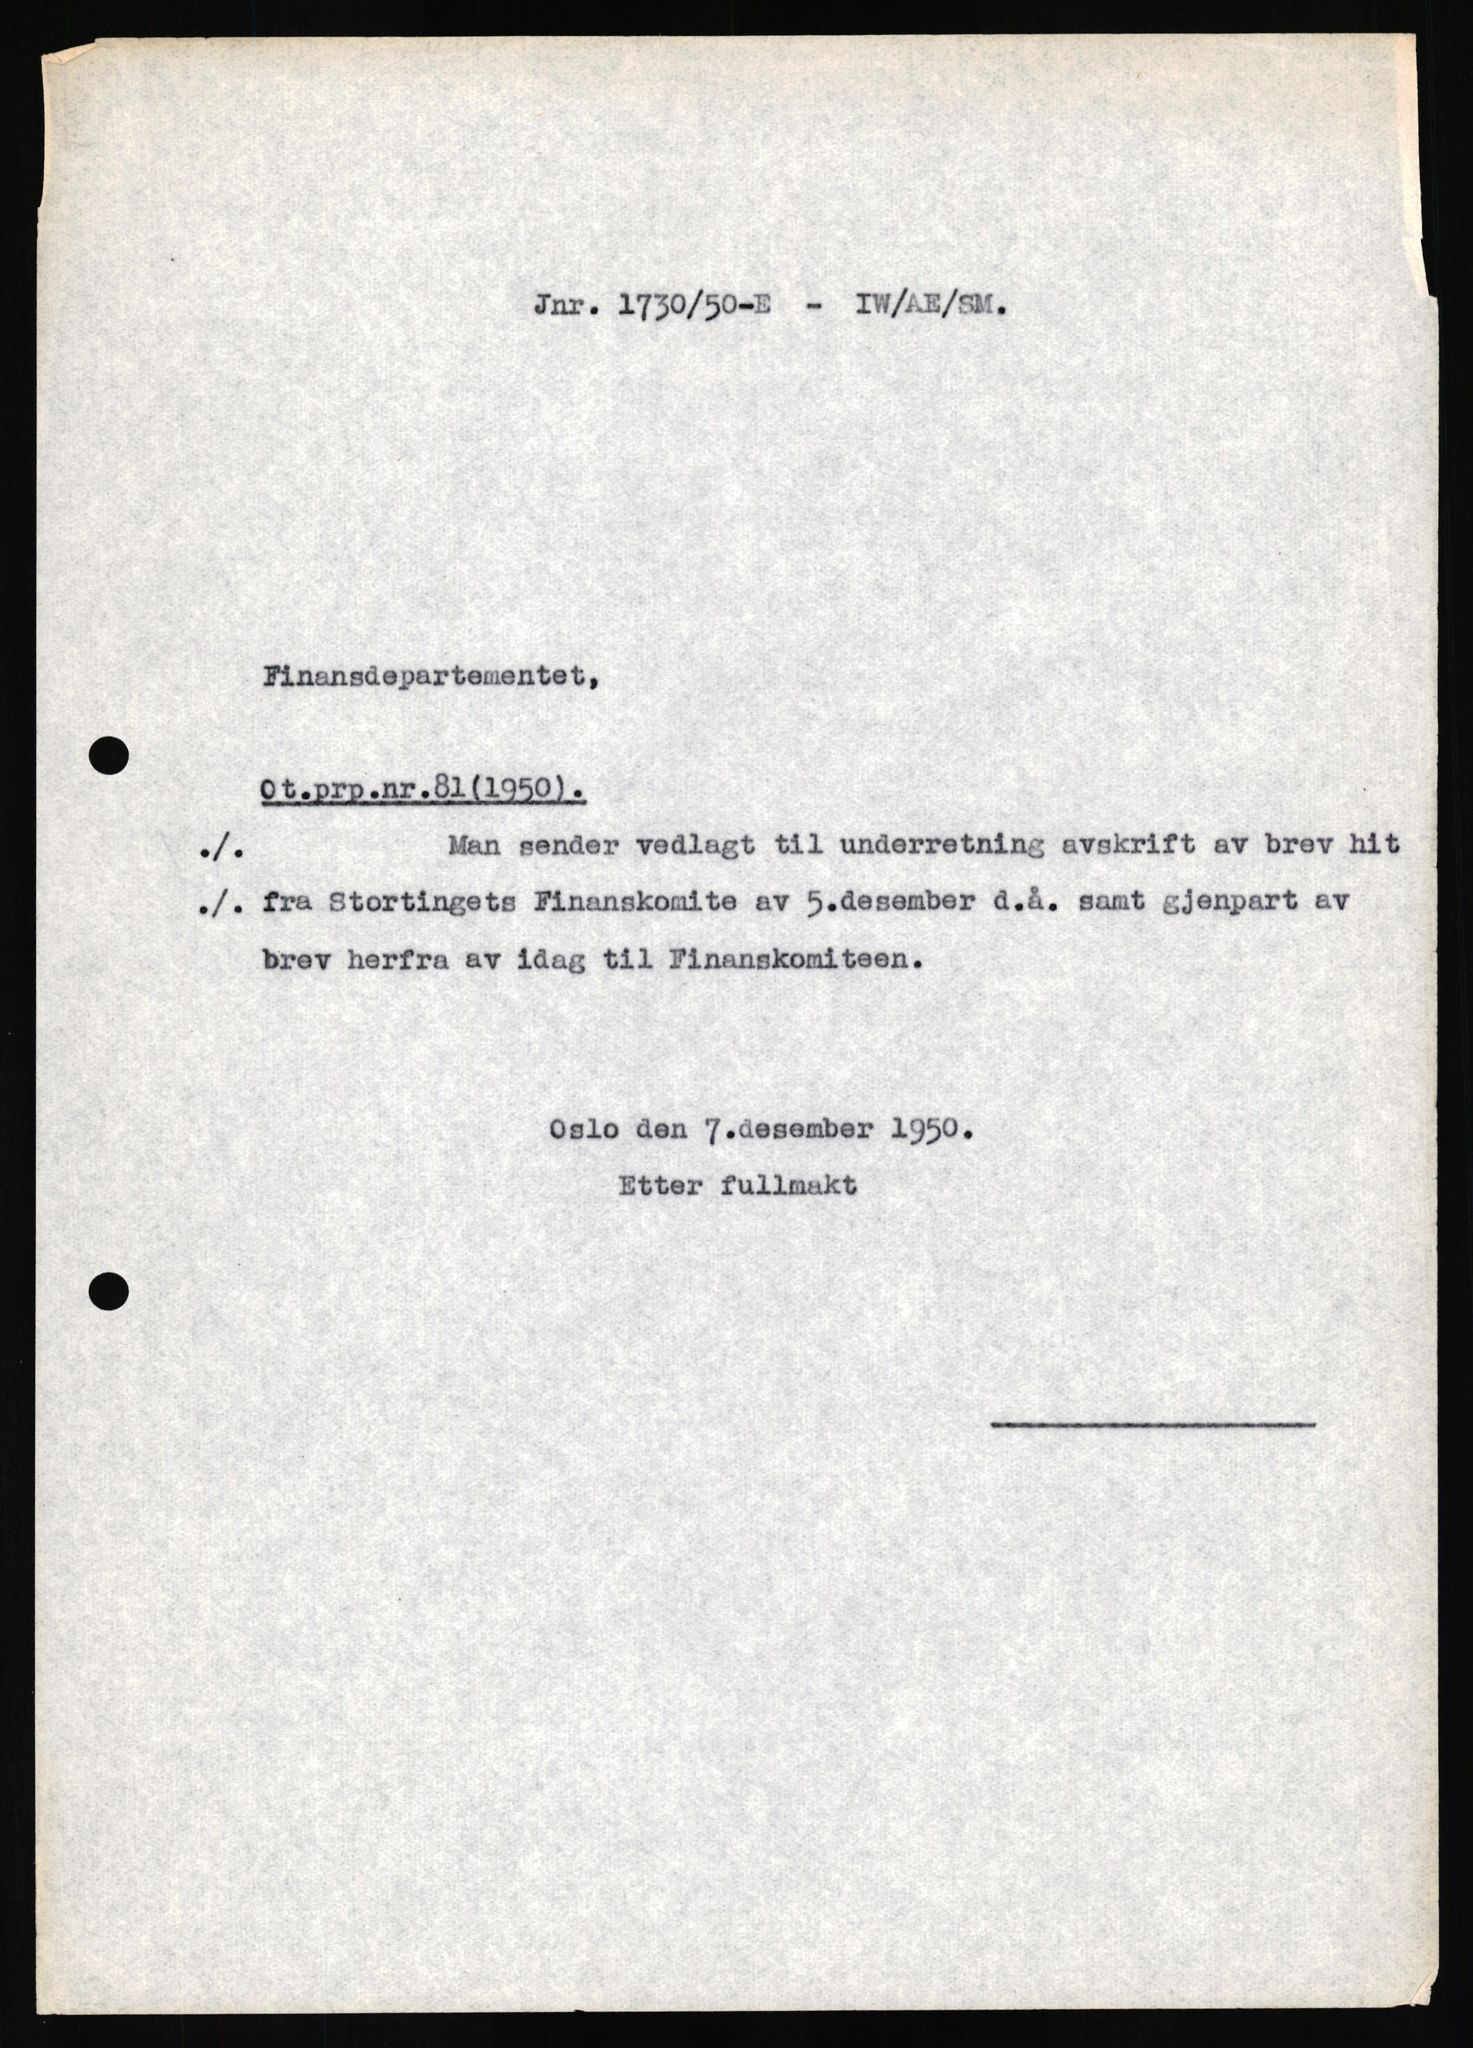 Jnr. 1730/50-E - IW/AE/SM.
Finansdepartementet,
Ot.prp.nr.81(1950).
./. Man sender vedlagt til underretning avskrift av brev hit
./. fra Stortingets Finanskomite av 5.desember d.å. samt gjenpart av
brev herfra av idag til Finanskomiteen.
Oslo den 7.desember 1950.
Etter fullmakt